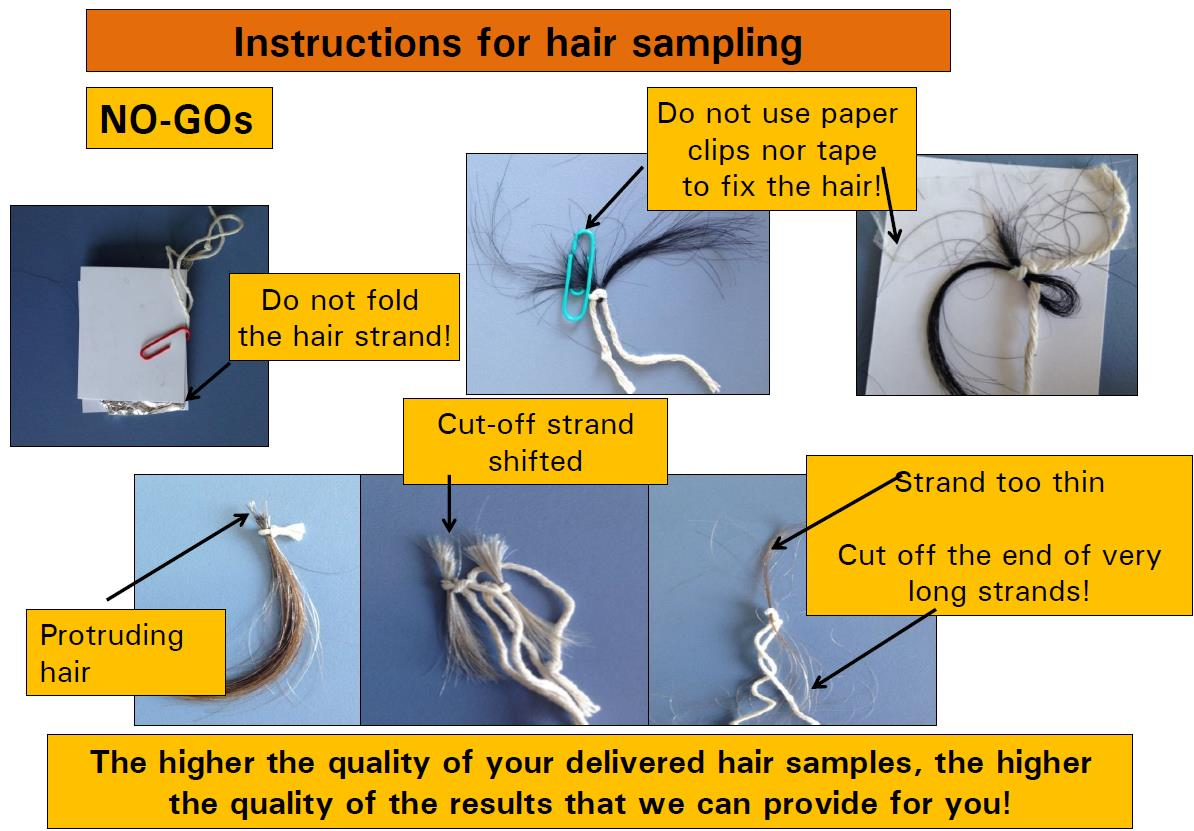 Instructions for hair sampling
NO-GOs
Do not use paper
clips nor tape
to fix the hair!
Do not fold
the hair strand!
Cut-off strand
shifted
Strand too thin
Cut off the end of very
long strands!
Protruding
hair
The higher the quality of your delivered hair samples, the higher
the quality of the results that we can provide for you!